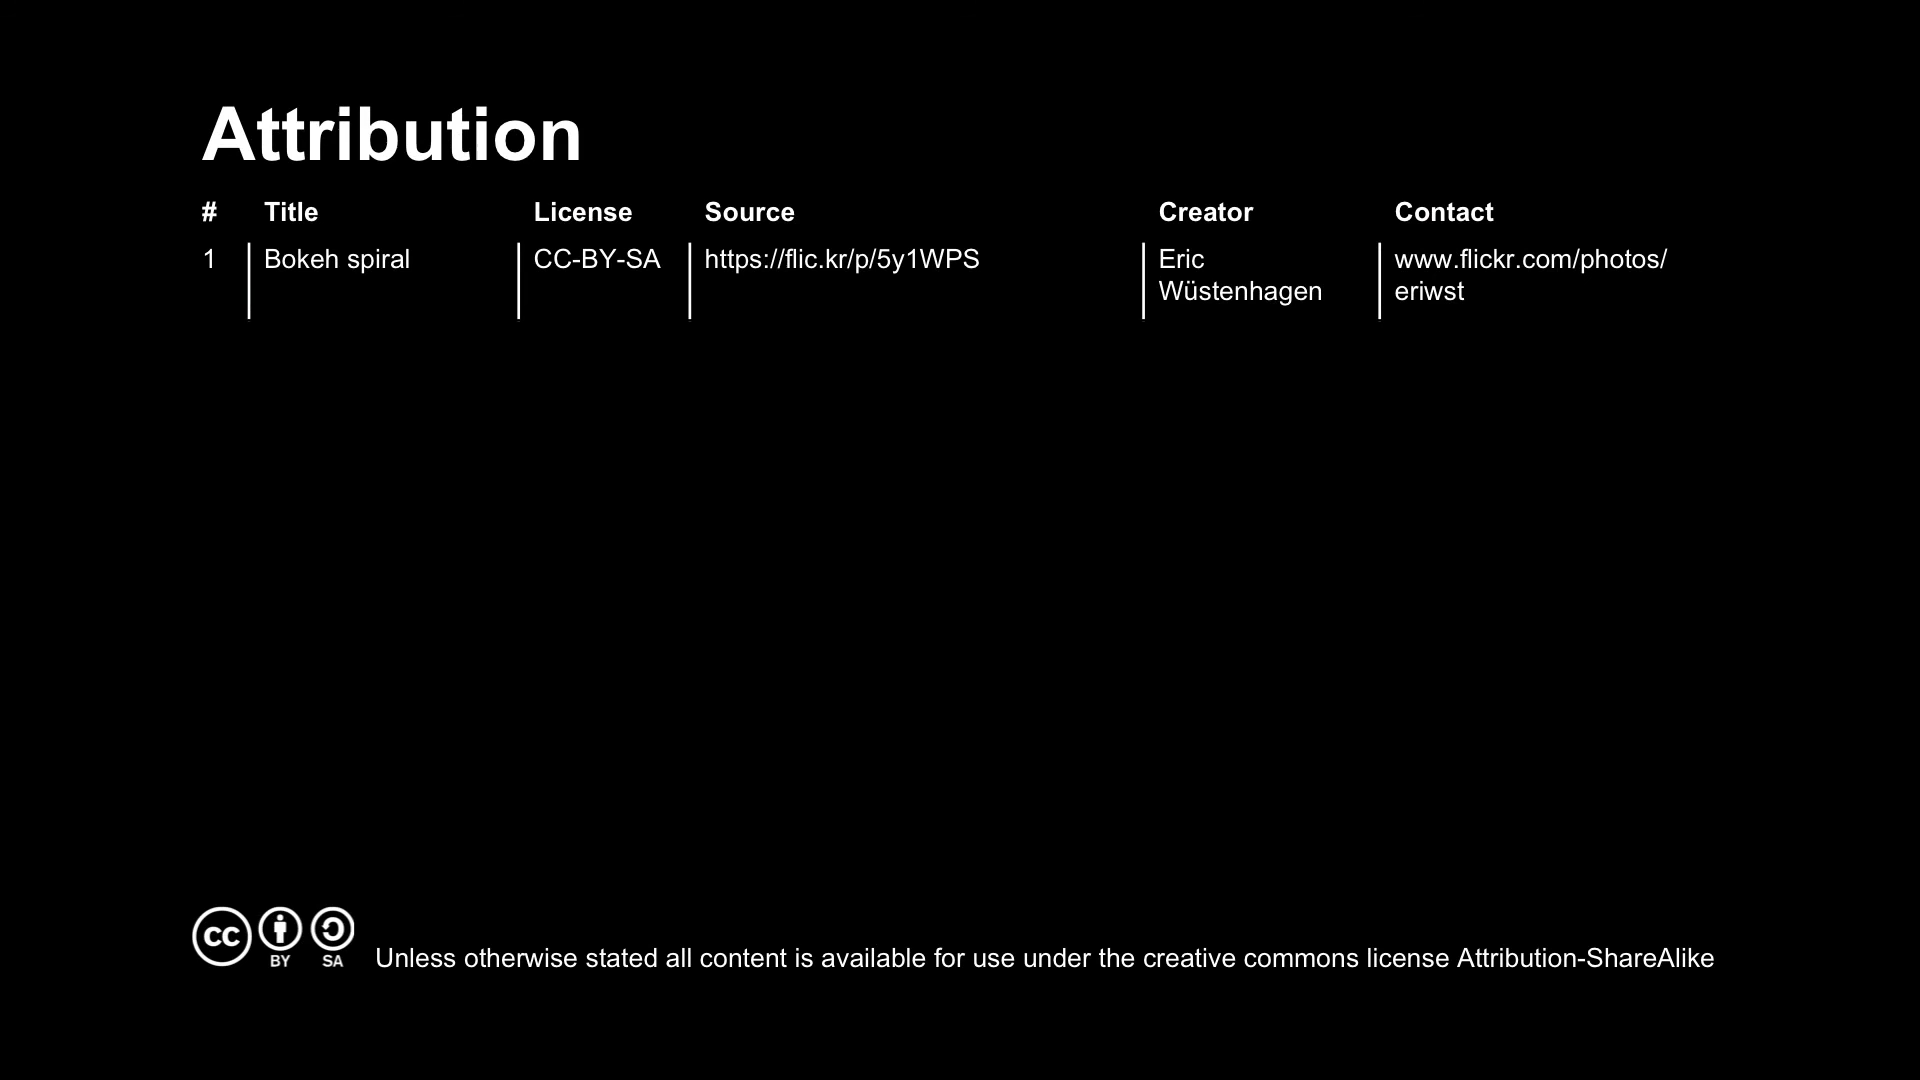 Attribution
# Title License Source Creator Contact
1 Bokeh spiral CC-BY-SA https://flic.kr/p/5y1WPS Eric www.flickr.com/photos/
Wüstenhagen eriwst
cc BY SA Unless otherwise stated all content is available for use under the creative commons license Attribution-ShareAlike